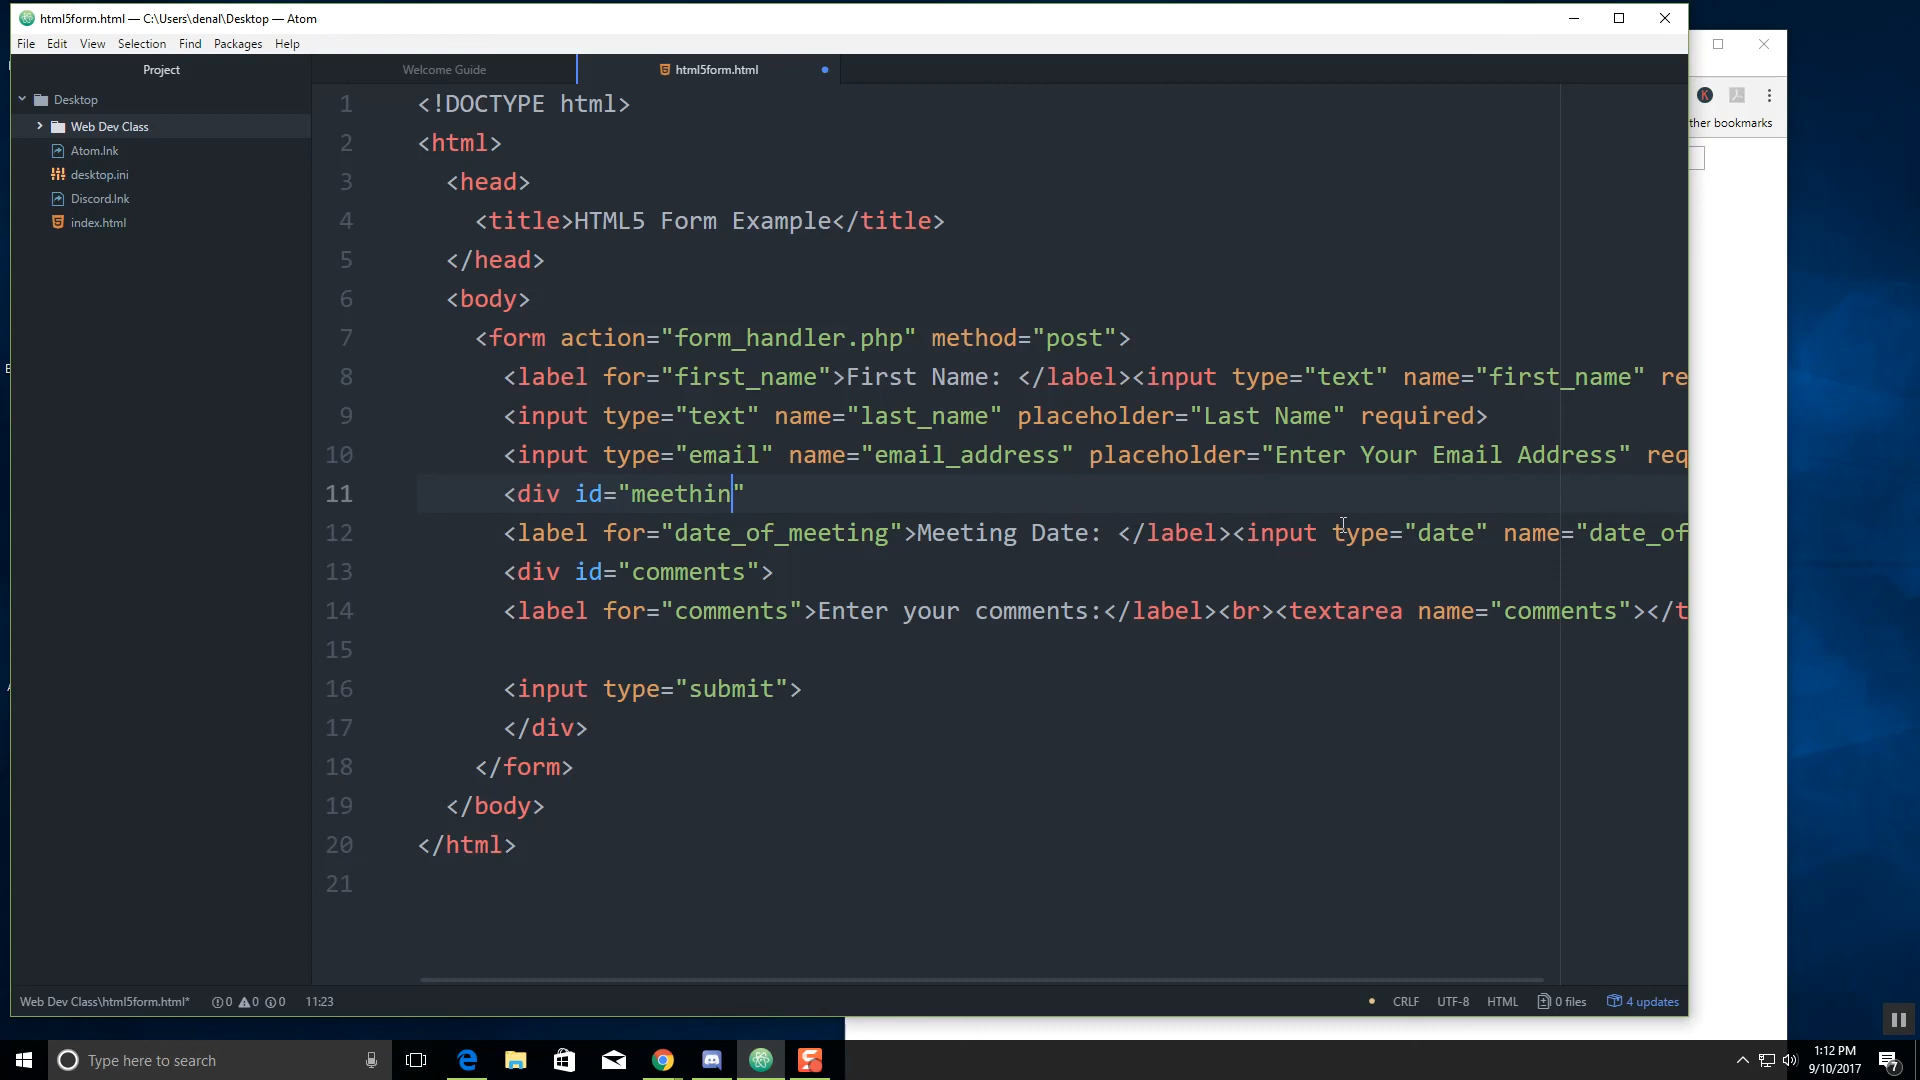 html5form.html — C:\Users\denal\Desktop — Atom
File Edit View Selection Find Packages Help
Project
Welcome Guide
html5form.html
Desktop
Web Dev Class
Atom.lnk
desktop.ini
Discord.lnk
index.html
1 <!DOCTYPE html>
2 <html>
3 <head>
4 <title>HTML5 Form Example</title>
5 </head>
6 <body>
7 <form action="form_handler.php" method="post">
8 <label for="first_name">First Name: </label><input type="text" name="first_name" re
9 <input type="text" name="last_name" placeholder="Last Name" required>
10 <input type="email" name="email_address" placeholder="Enter Your Email Address" req
11 <div id="meethin"
12 <label for="date_of_meeting">Meeting Date: </label><input type="date" name="date_of
13 <div id="comments">
14 <label for="comments">Enter your comments:</label><br><textarea name="comments"></t
15
16 <input type="submit">
17 </div>
18 </form>
19 </body>
20 </html>
21
ther bookmarks
K
Web Dev Class\html5form.html* 0 0 0 11:23
CRLF UTF-8 HTML 0 files 4 updates
Type here to search
1:12 PM
9/10/2017
7